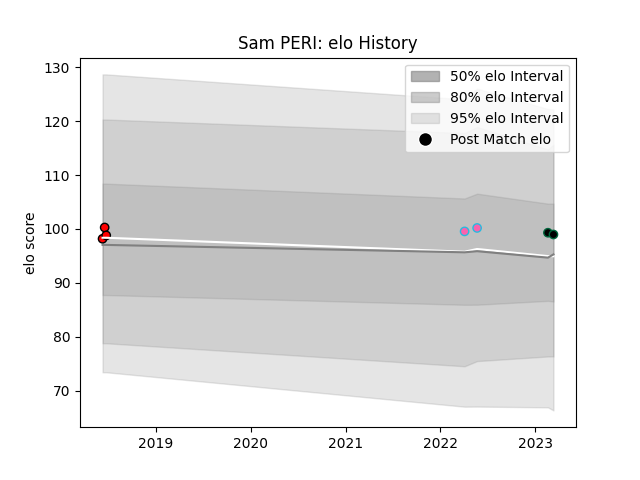 Sam PERI: elo History
130
120
110
100
90
80
70
elo score
50% elo Interval
80% elo Interval
95% elo Interval
Post Match elo
2019
2020
2021
2022
2023